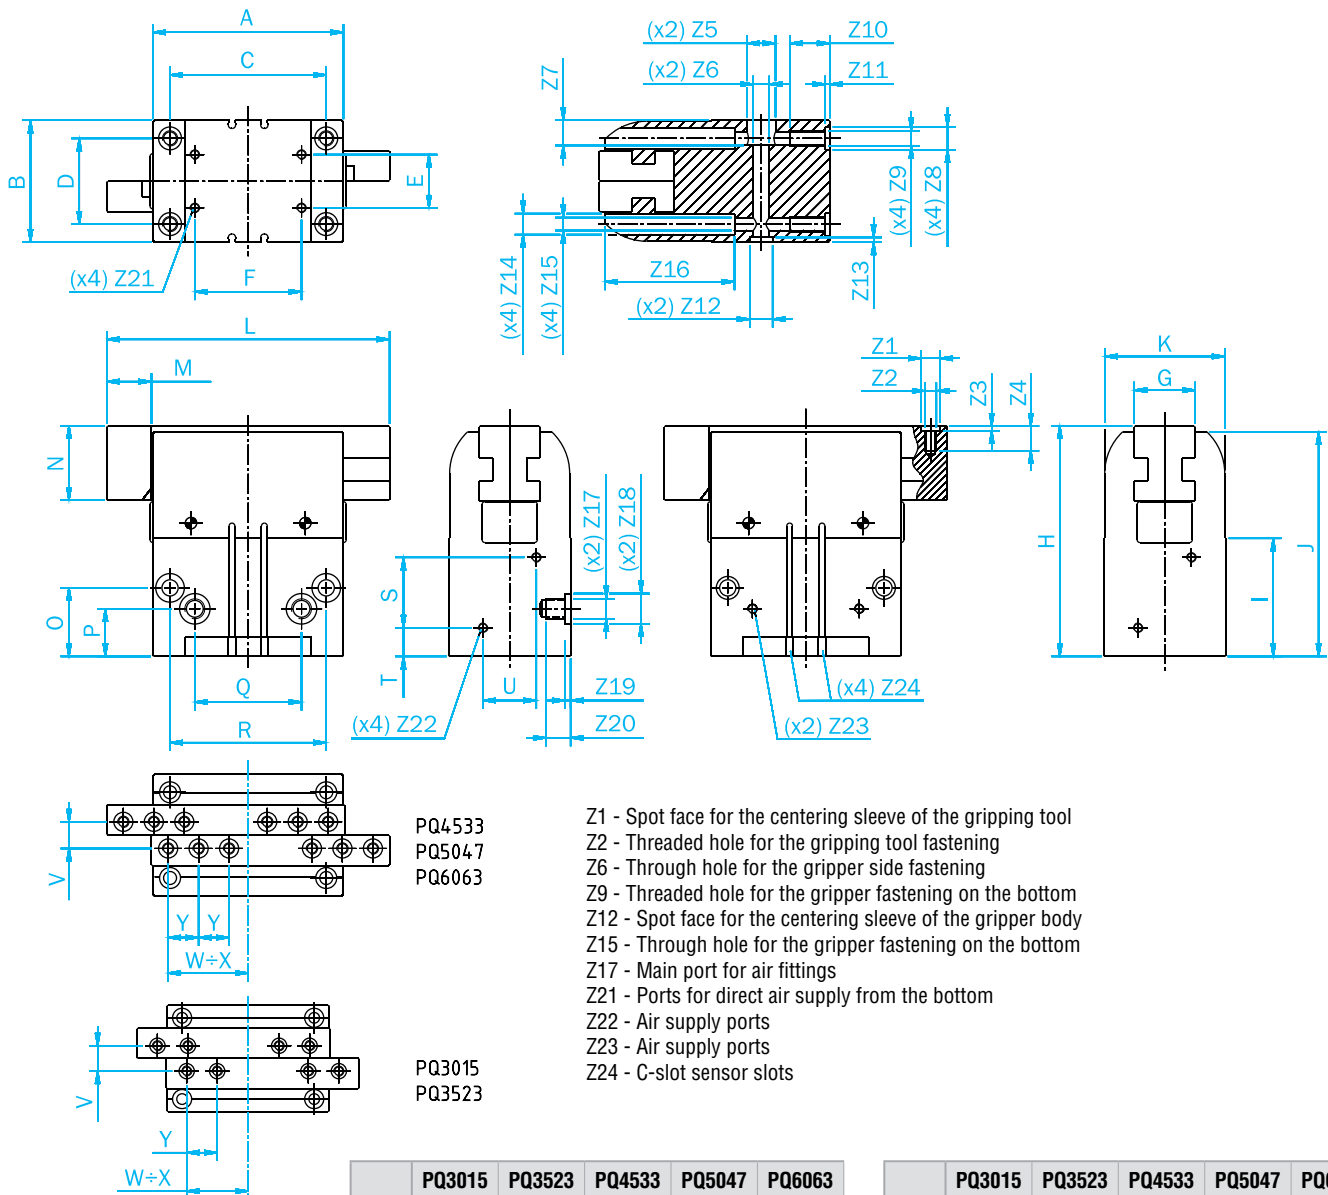 A
C
B
D
E
F
(x4) Z21
(x2) Z5
(x2) Z6
Z7
Z10
Z11
(x4) Z9
(x4) Z8
(x4) Z14
(x4) Z15
Z16
(x2) Z12
Z13
L
M
N
O
P
Q
R
S
T
U
(x2) Z17
(x2) Z18
Z19
Z20
(x4) Z22
Z1
Z2
Z3
Z4
(x4) Z24
(x2) Z23
K
G
H
I
J
V
Y Y
W÷X
PQ4533
PQ5047
PQ6063
V
Y
W÷X
PQ3015
PQ3523
Z1 - Spot face for the centering sleeve of the gripping tool
Z2 - Threaded hole for the gripping tool fastening
Z6 - Through hole for the gripper side fastening
Z9 - Threaded hole for the gripper fastening on the bottom
Z12 - Spot face for the centering sleeve of the gripper body
Z15 - Through hole for the gripper fastening on the bottom
Z17 - Main port for air fittings
Z21 - Ports for direct air supply from the bottom
Z22 - Air supply ports
Z23 - Air supply ports
Z24 - C-slot sensor slots
PQ3015 PQ3523 PQ4533 PQ5047 PQ6063
PQ3015 PQ3523 PQ4533 PQ5047